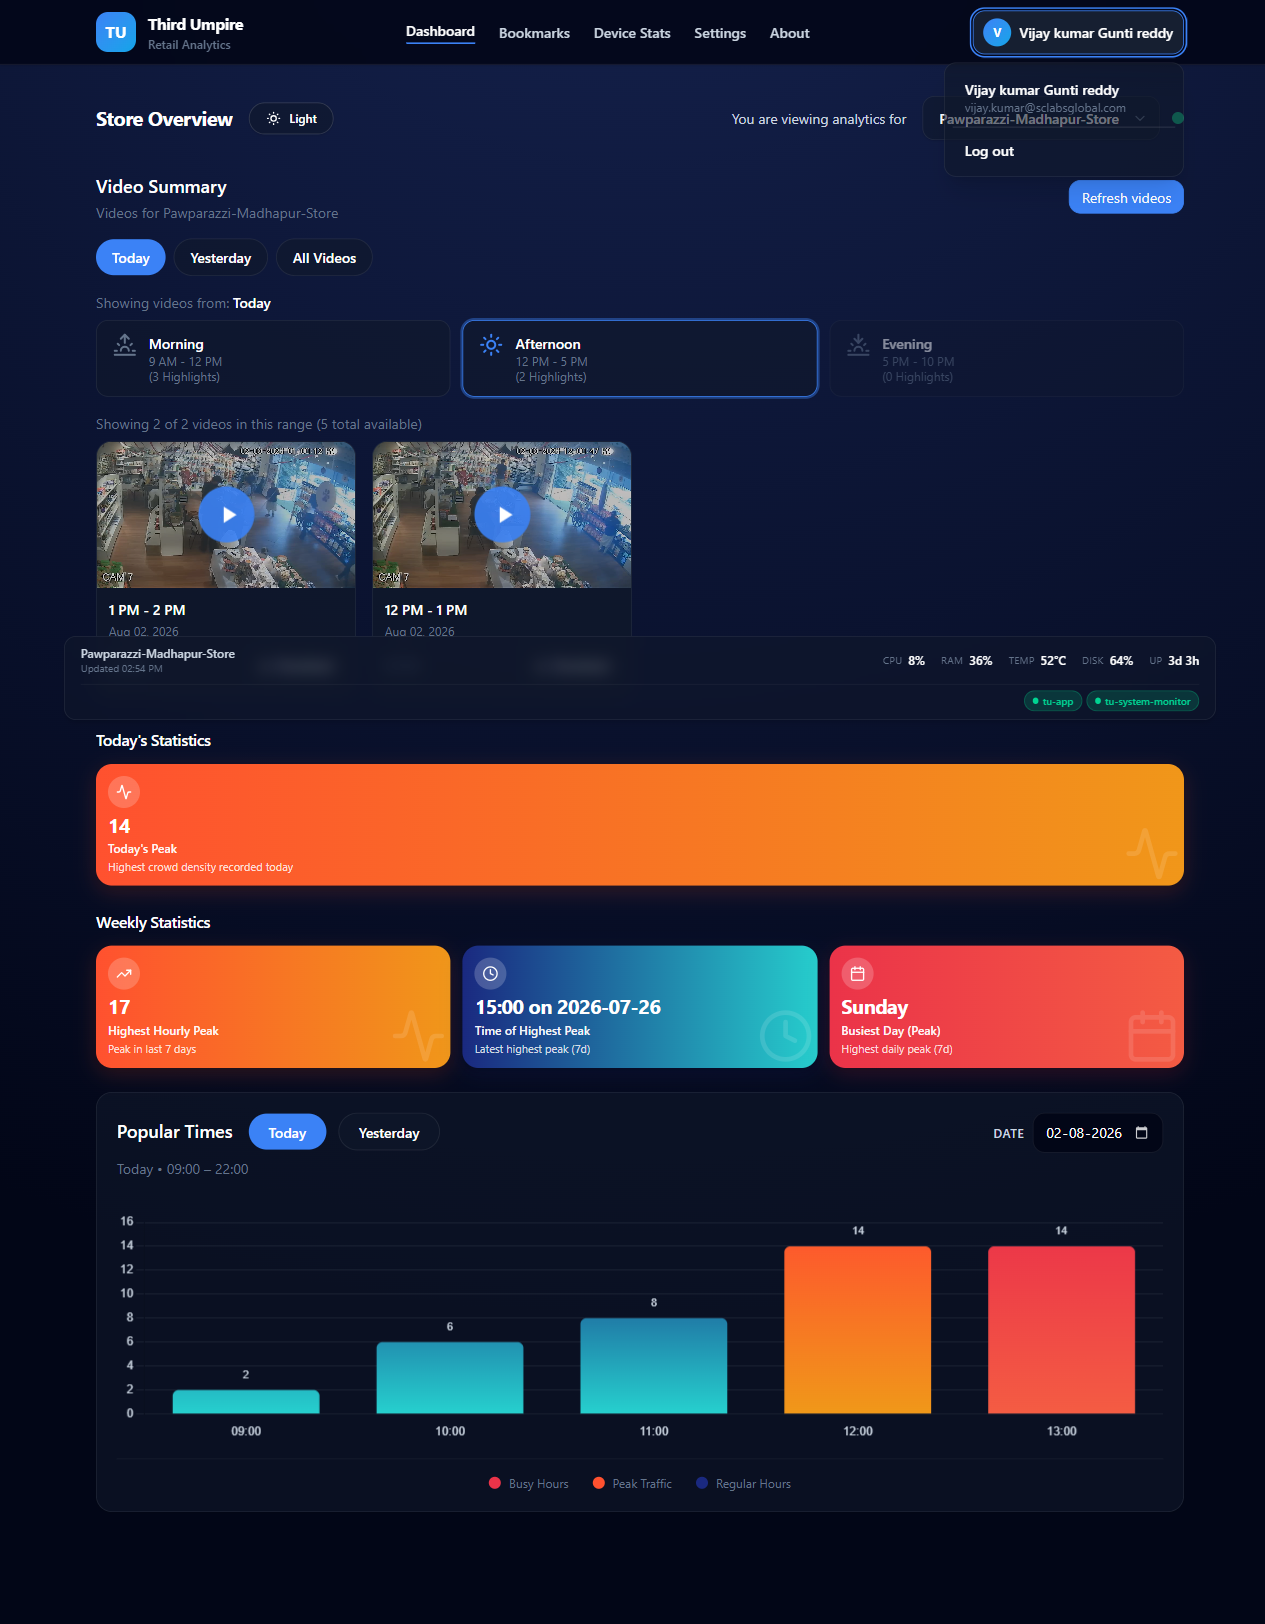 TU
Third Umpire
Retail Analytics
Dashboard
Bookmarks
Device Stats
Settings
About
V
Vijay kumar Gunti reddy
Vijay kumar Gunti reddy
vijay.kumar@sclabsglobal.com
Log out
Store Overview
Light
You are viewing analytics for
Pawparazzi-Madhapur-Store
Video Summary
Videos for Pawparazzi-Madhapur-Store
Refresh videos
Today
Yesterday
All Videos
Showing videos from: Today
Morning
9 AM - 12 PM
(3 Highlights)
Afternoon
12 PM - 5 PM
(2 Highlights)
Evening
5 PM - 10 PM
(0 Highlights)
Showing 2 of 2 videos in this range (5 total available)
CAM 7
CAM 7
1 PM - 2 PM
Aug 02, 2026
12 PM - 1 PM
Aug 02, 2026
Pawparazzi-Madhapur-Store
Updated 02:54 PM
CPU 8% RAM 36% TEMP 52°C DISK 64% UP 3d 3h
tu-app
tu-system-monitor
Today's Statistics
14
Today's Peak
Highest crowd density recorded today
Weekly Statistics
17
Highest Hourly Peak
Peak in last 7 days
15:00 on 2026-07-26
Time of Highest Peak
Latest highest peak (7d)
Sunday
Busiest Day (Peak)
Highest daily peak (7d)
Popular Times
Today
Yesterday
DATE
02-08-2026
Today • 09:00 – 22:00
16
14
12
10
8
6
4
2
0
2
6
8
14
14
09:00
10:00
11:00
12:00
13:00
Busy Hours
Peak Traffic
Regular Hours